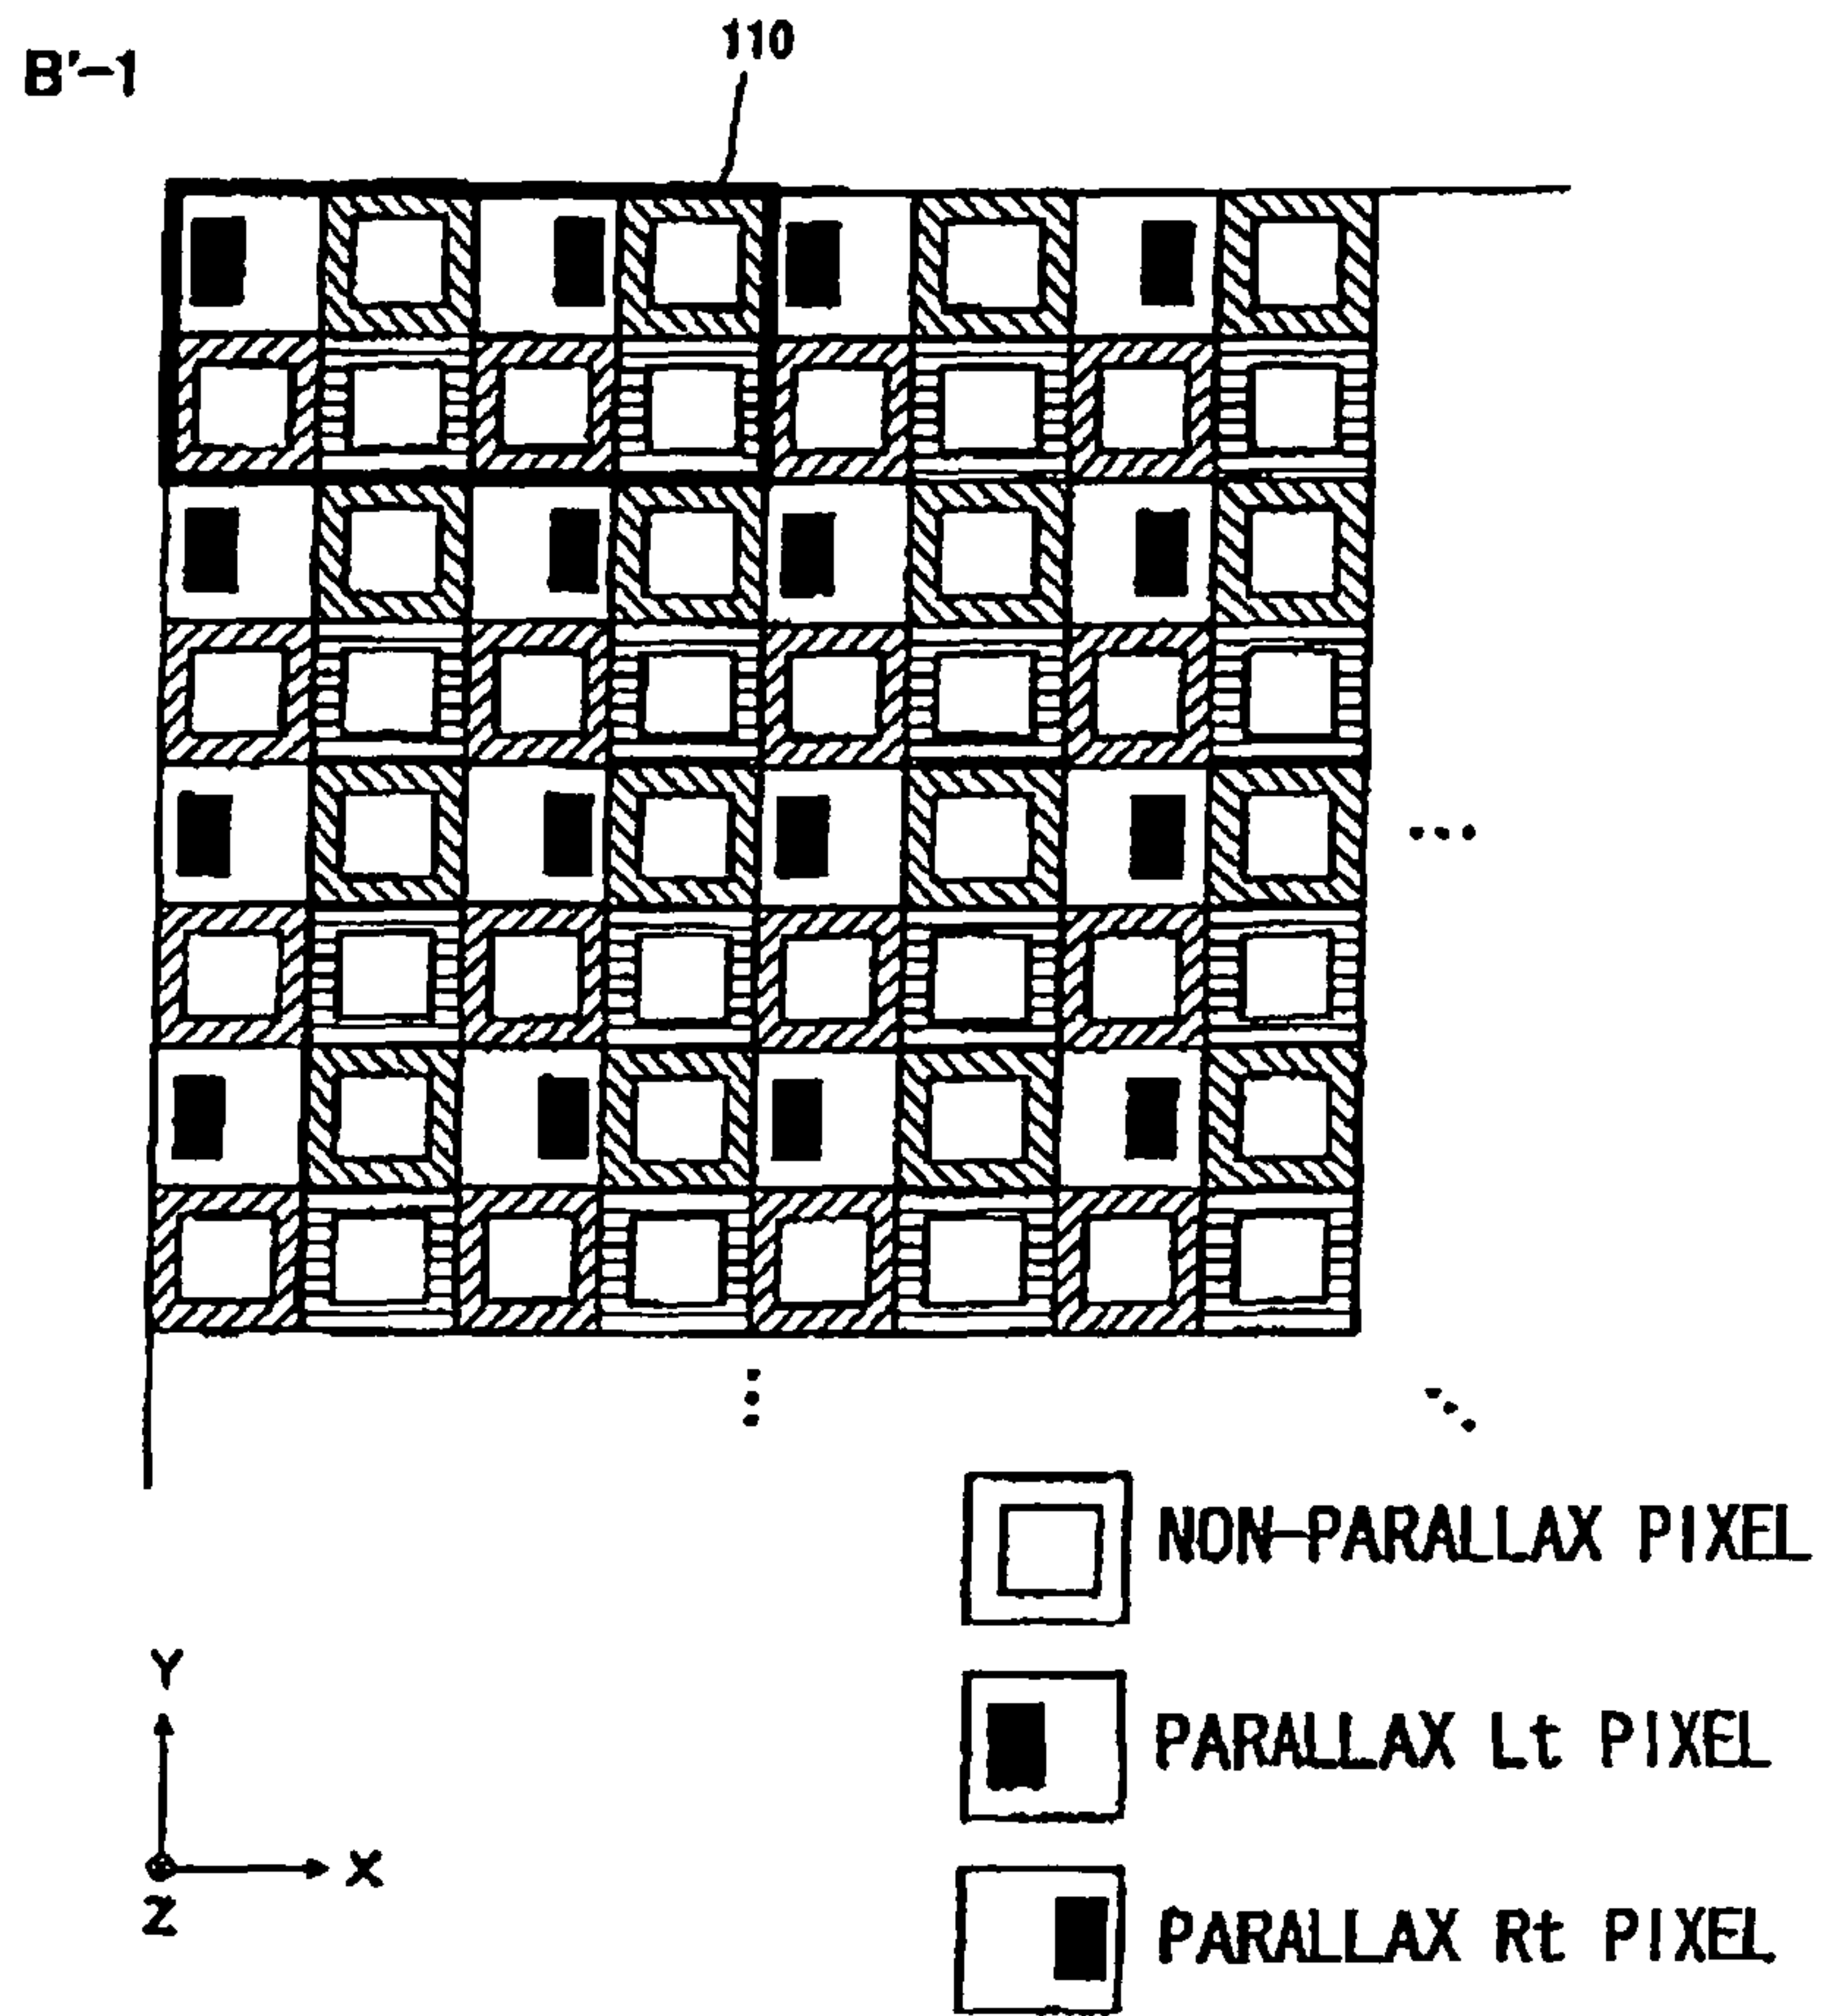 B'-1
110
NON-PARALLAX PIXEL
PARALLAX Lt PIXEL
PARALLAX Rt PIXEL
Y
X
Z